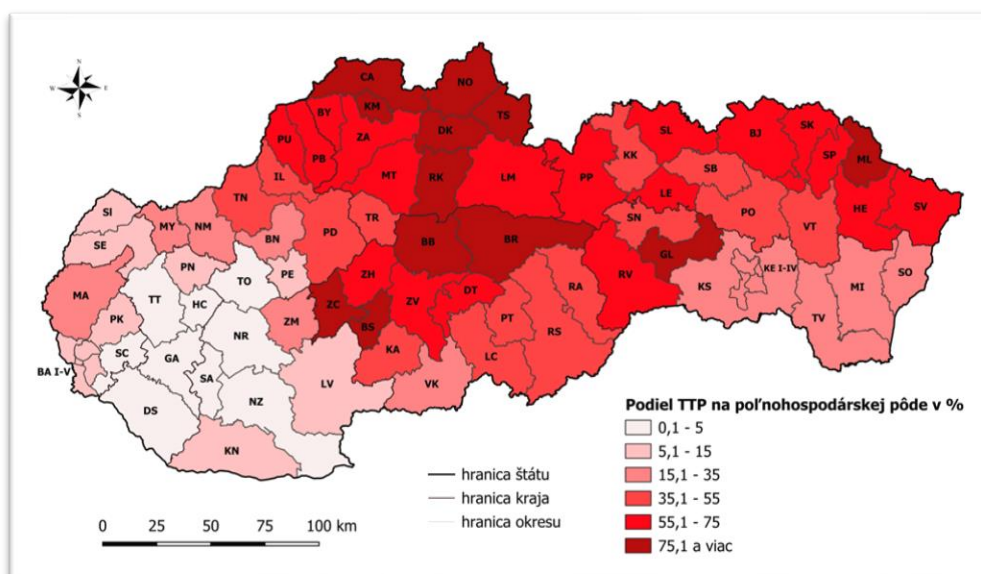 N
W
E
S
CA
NO
KM
TS
BY
DK
PU
ZA
PB
SL
BJ
SK
KK
SP
ML
MT
RK
LM
PP
IL
LE
SB
TN
HE
SV
SI
TR
SN
PO
VT
MY
NM
PD
BN
BB
BR
GL
SE
PN
PE
ZH
RV
KE I-IV
SO
TO
KS
MI
MA
TT
HC
ZC
ZV
DT
RA
ZM
BS
PT
TV
PK
NR
RS
KA
LC
SC
GA
BA I-V
SA
LV
VK
DS
NZ
KN
Podiel TTP na poľnohospodárskej pôde v %
0,1 - 5
5,1 - 15
15,1 - 35
35,1 - 55
55,1 - 75
75,1 a viac
hranica štátu
hranica kraja
hranica okresu
0 25 50 75 100 km